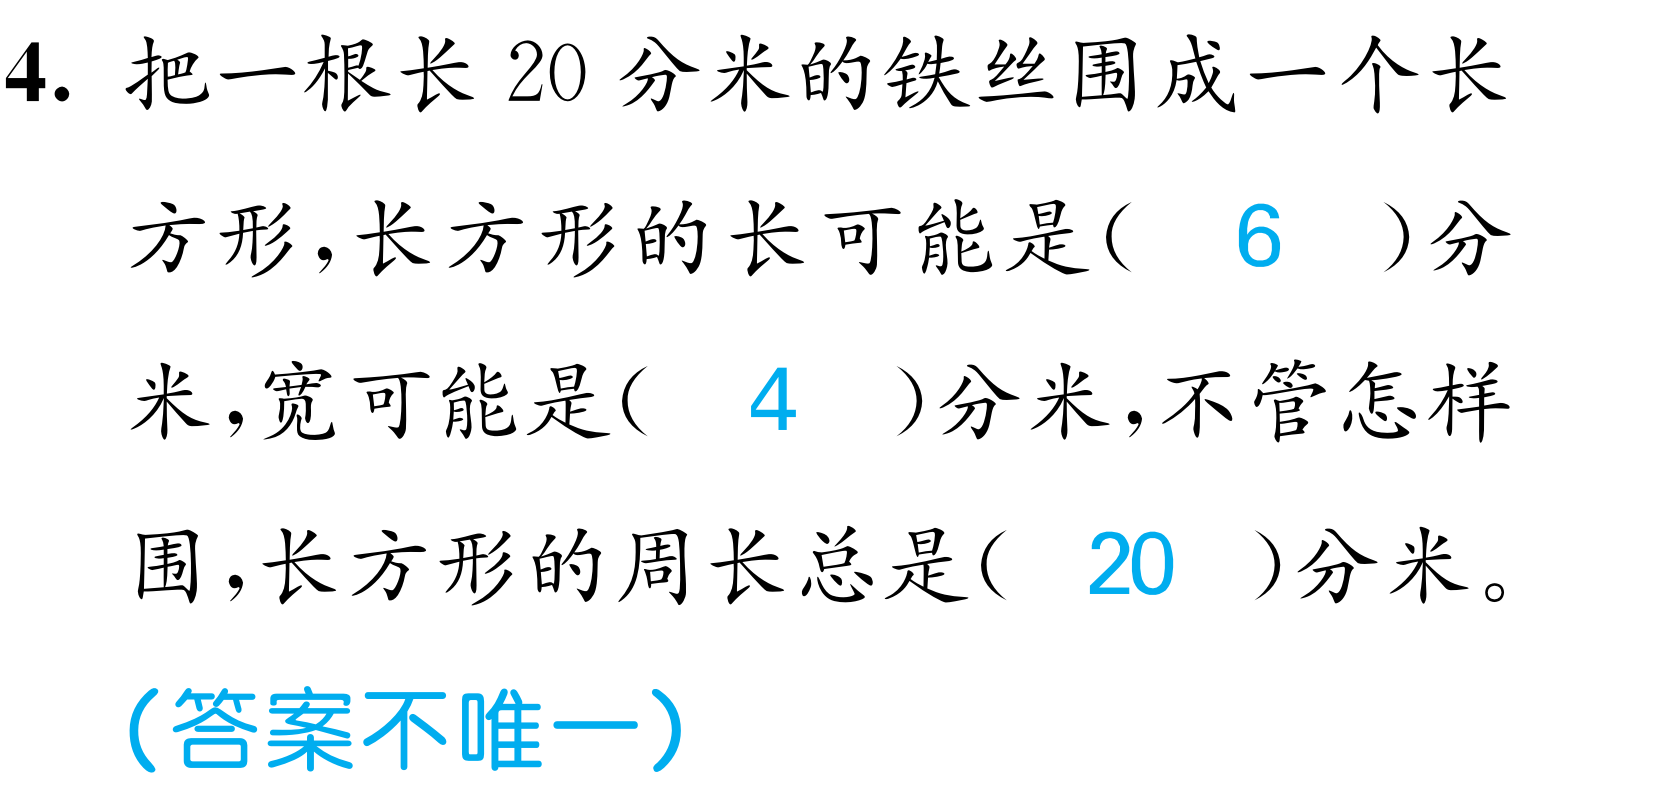 4. 把一根长 20 分米的铁丝围成一个长
方形,长方形的长可能是( 6 )分
米,宽可能是( 4 )分米,不管怎样
围,长方形的周长总是( 20 )分米。
(答案不唯一)